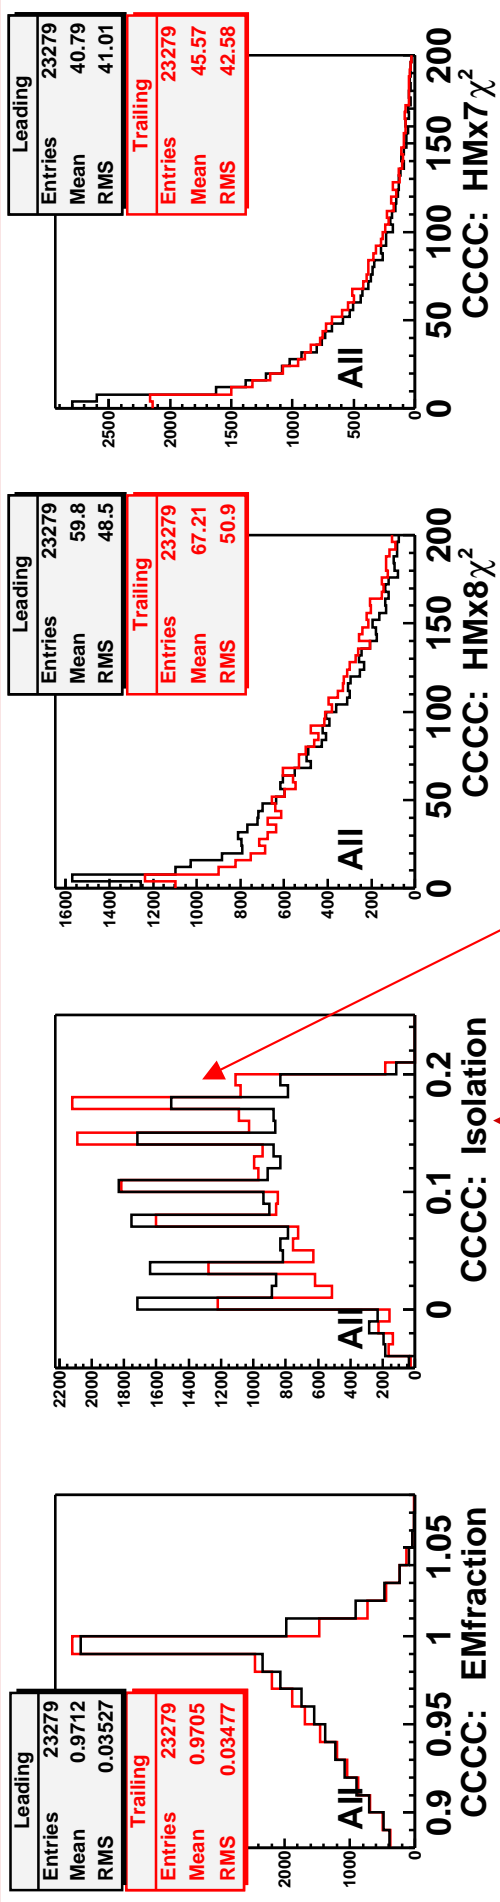 Leading
Entries 23279
Mean 0.9712
RMS 0.03527
Trailing
Entries 23279
Mean 0.9705
RMS 0.03477
2000
1000
0
All
0.9 0.95 1 1.05
CCCC: EMfraction
2200
2000
1800
1600
1400
1200
1000
800
600
400
200
0
All
0 0.1 0.2
CCCC: Isolation
Leading
Entries 23279
Mean 59.8
RMS 48.5
Trailing
Entries 23279
Mean 67.21
RMS 50.9
1600
1400
1200
1000
800
600
400
200
0
All
0 50 100 150 200
CCCC: HMx8χ²
Leading
Entries 23279
Mean 40.79
RMS 41.01
Trailing
Entries 23279
Mean 45.57
RMS 42.58
2500
2000
1500
1000
500
0
All
0 50 100 150 200
CCCC: HMx7χ²